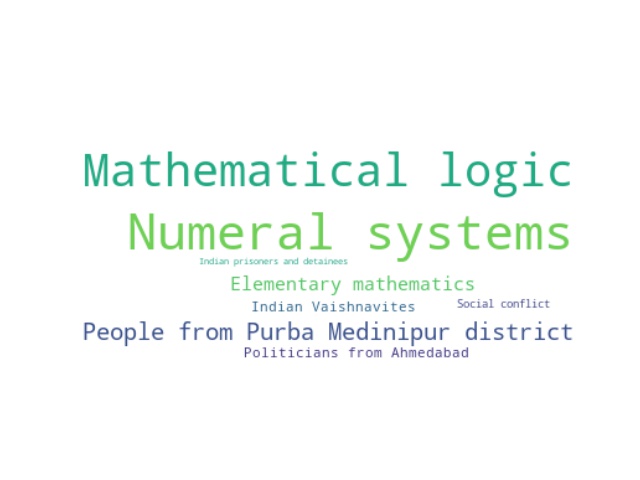 Mathematical logic
Numeral systems
Indian prisoners and detainees
Elementary mathematics
Indian Vaishnavites
Social conflict
People from Purba Medinipur district
Politicians from Ahmedabad